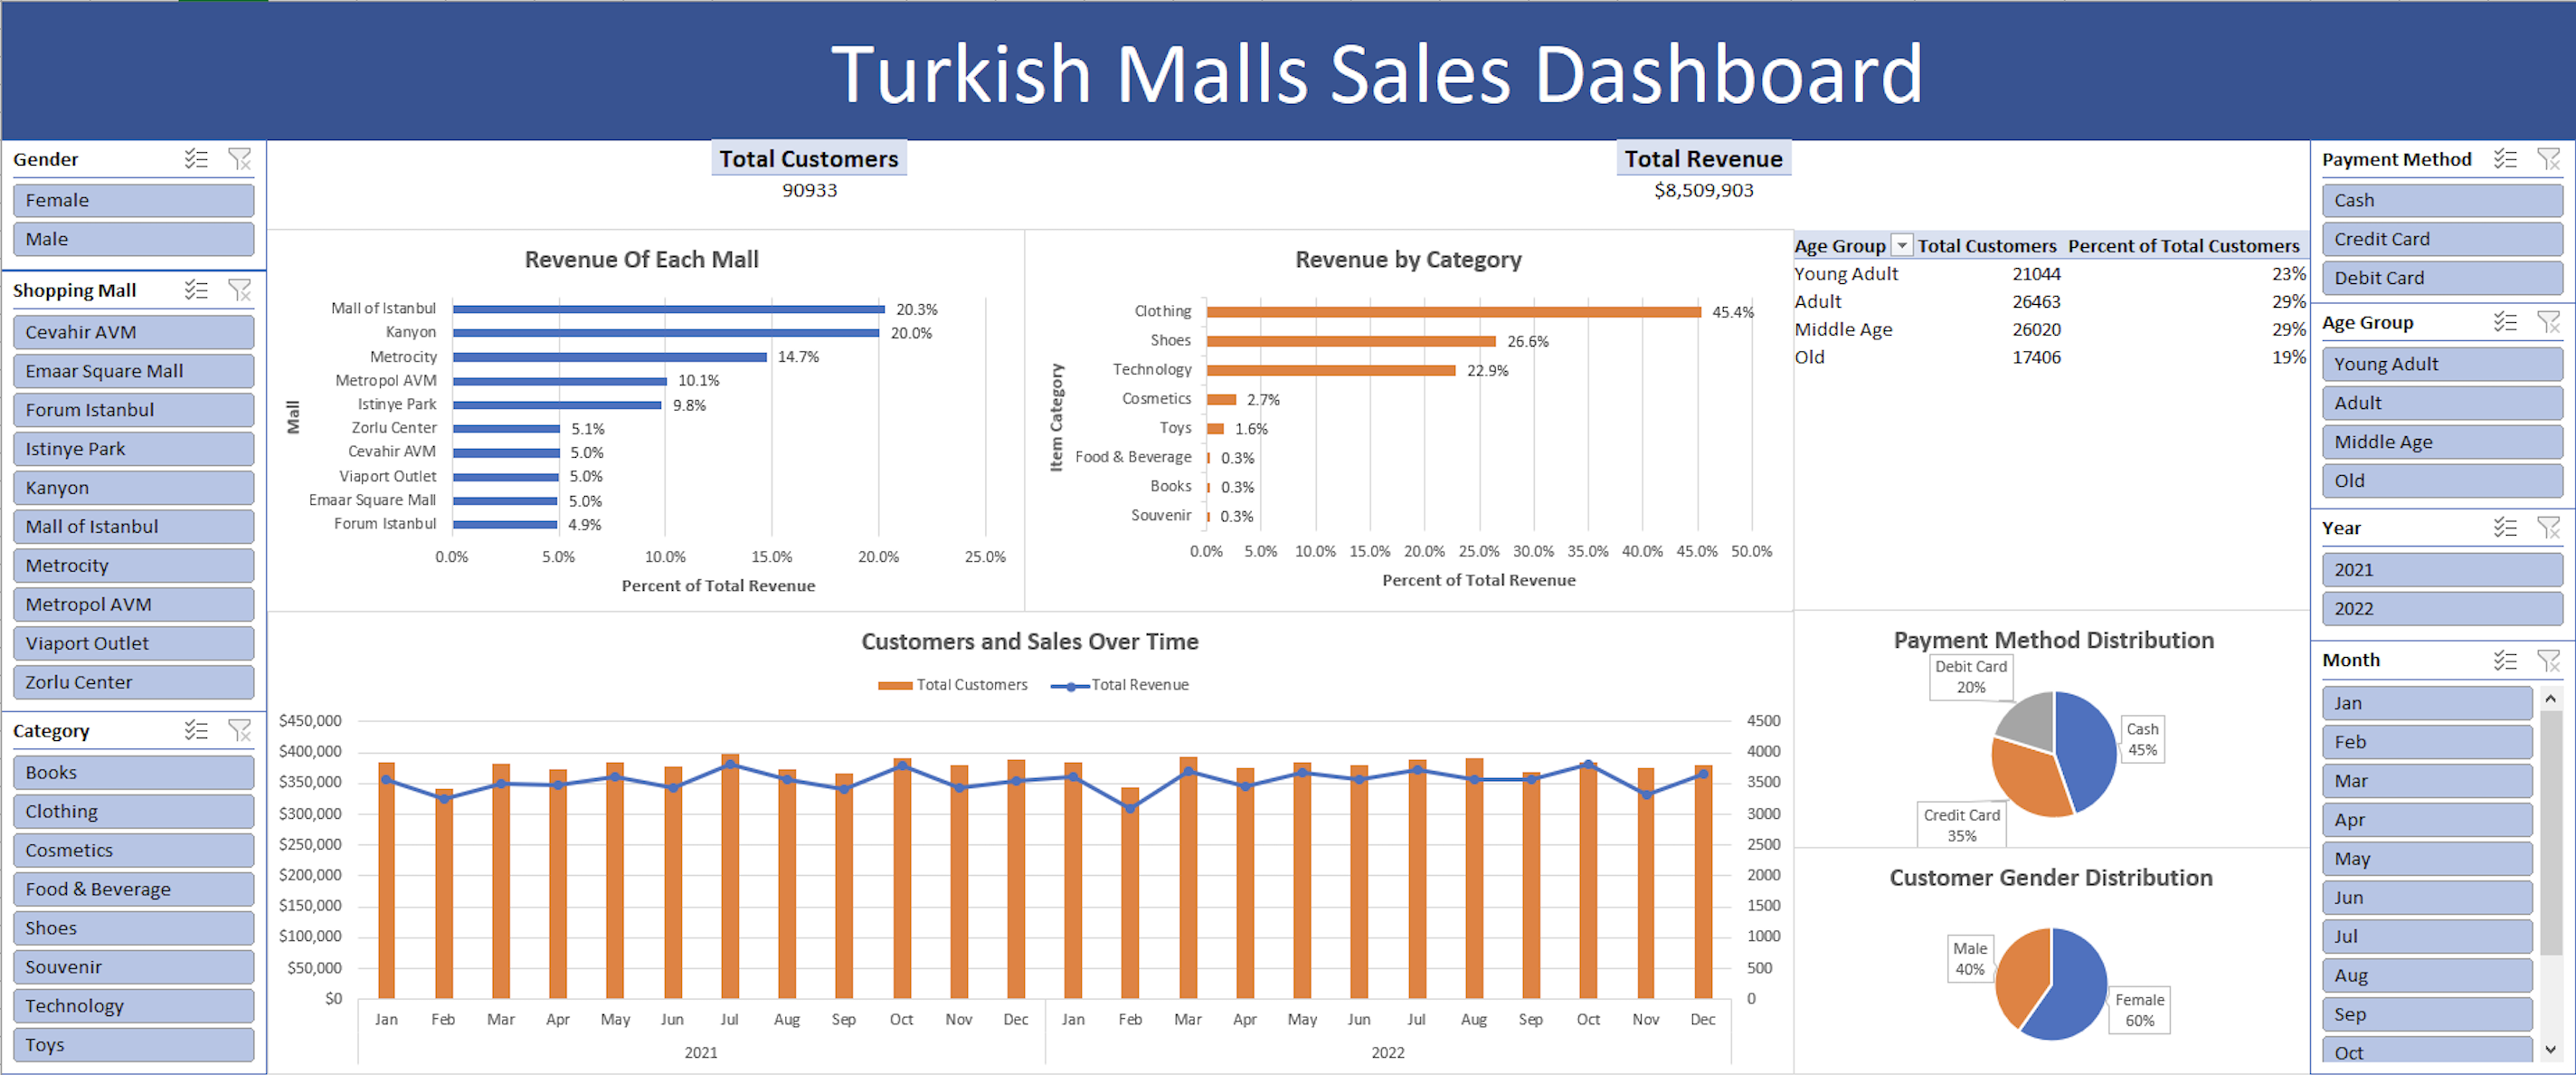 Turkish Malls Sales Dashboard
Gender
Female
Male
Shopping Mall
Cevahir AVM
Emaar Square Mall
Forum Istanbul
Istinye Park
Kanyon
Mall of Istanbul
Metrocity
Metropol AVM
Viaport Outlet
Zorlu Center
Category
Books
Clothing
Cosmetics
Food & Beverage
Shoes
Souvenir
Technology
Toys
Total Customers
90933
Total Revenue
$8,509,903
Revenue Of Each Mall
Mall
Mall of Istanbul 20.3%
Kanyon 20.0%
Metrocity 14.7%
Metropol AVM 10.1%
Istinye Park 9.8%
Zorlu Center 5.1%
Cevahir AVM 5.0%
Viaport Outlet 5.0%
Emaar Square Mall 5.0%
Forum Istanbul 4.9%
0.0% 5.0% 10.0% 15.0% 20.0% 25.0%
Percent of Total Revenue
Revenue by Category
Item Category
Clothing 45.4%
Shoes 26.6%
Technology 22.9%
Cosmetics 2.7%
Toys 1.6%
Food & Beverage 0.3%
Books 0.3%
Souvenir 0.3%
0.0% 5.0% 10.0% 15.0% 20.0% 25.0% 30.0% 35.0% 40.0% 45.0% 50.0%
Percent of Total Revenue
Age Group Total Customers Percent of Total Customers
Young Adult 21044 23%
Adult 26463 29%
Middle Age 26020 29%
Old 17406 19%
Customers and Sales Over Time
Total Customers Total Revenue
$450,000 4500
$400,000 4000
$350,000 3500
$300,000 3000
$250,000 2500
$200,000 2000
$150,000 1500
$100,000 1000
$50,000 500
$0 0
Jan Feb Mar Apr May Jun Jul Aug Sep Oct Nov Dec Jan Feb Mar Apr May Jun Jul Aug Sep Oct Nov Dec
2021 2022
Payment Method Distribution
Debit Card
20%
Cash
45%
Credit Card
35%
Customer Gender Distribution
Male
40%
Female
60%
Payment Method
Cash
Credit Card
Debit Card
Age Group
Young Adult
Adult
Middle Age
Old
Year
2021
2022
Month
Jan
Feb
Mar
Apr
May
Jun
Jul
Aug
Sep
Oct